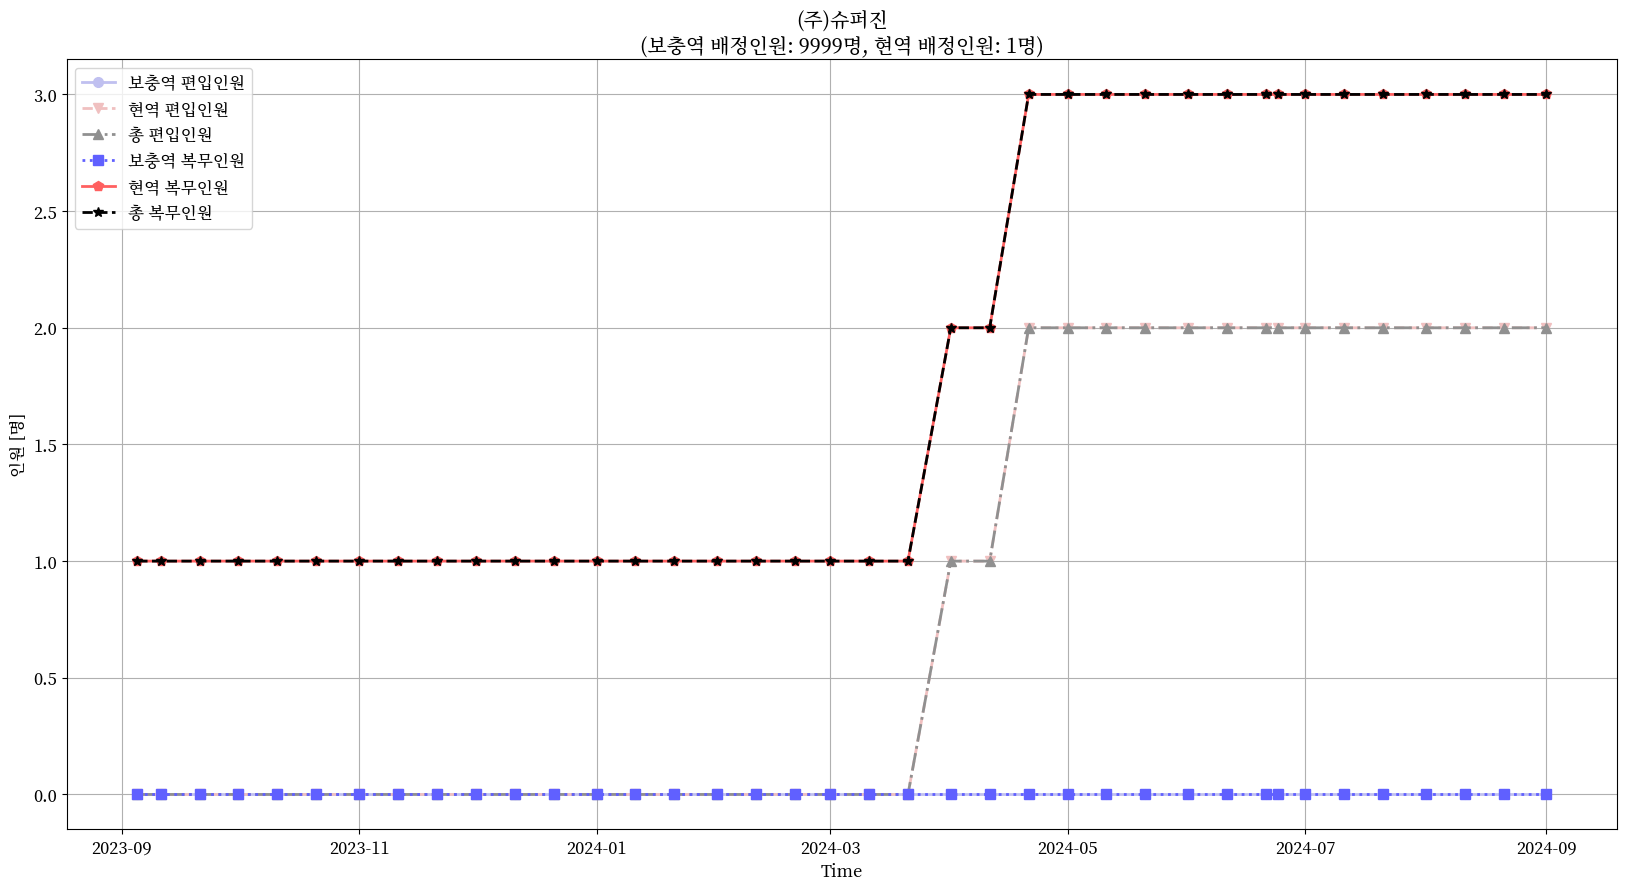 (주)슈퍼진
(보충역 배정인원: 9999명, 현역 배정인원: 1명)
보충역 편입인원
현역 편입인원
총 편입인원
보충역 복무인원
현역 복무인원
총 복무인원
3.0
2.5
2.0
1.5
1.0
0.5
0.0
인원 [명]
2023-09
2023-11
2024-01
2024-03
2024-05
2024-07
2024-09
Time